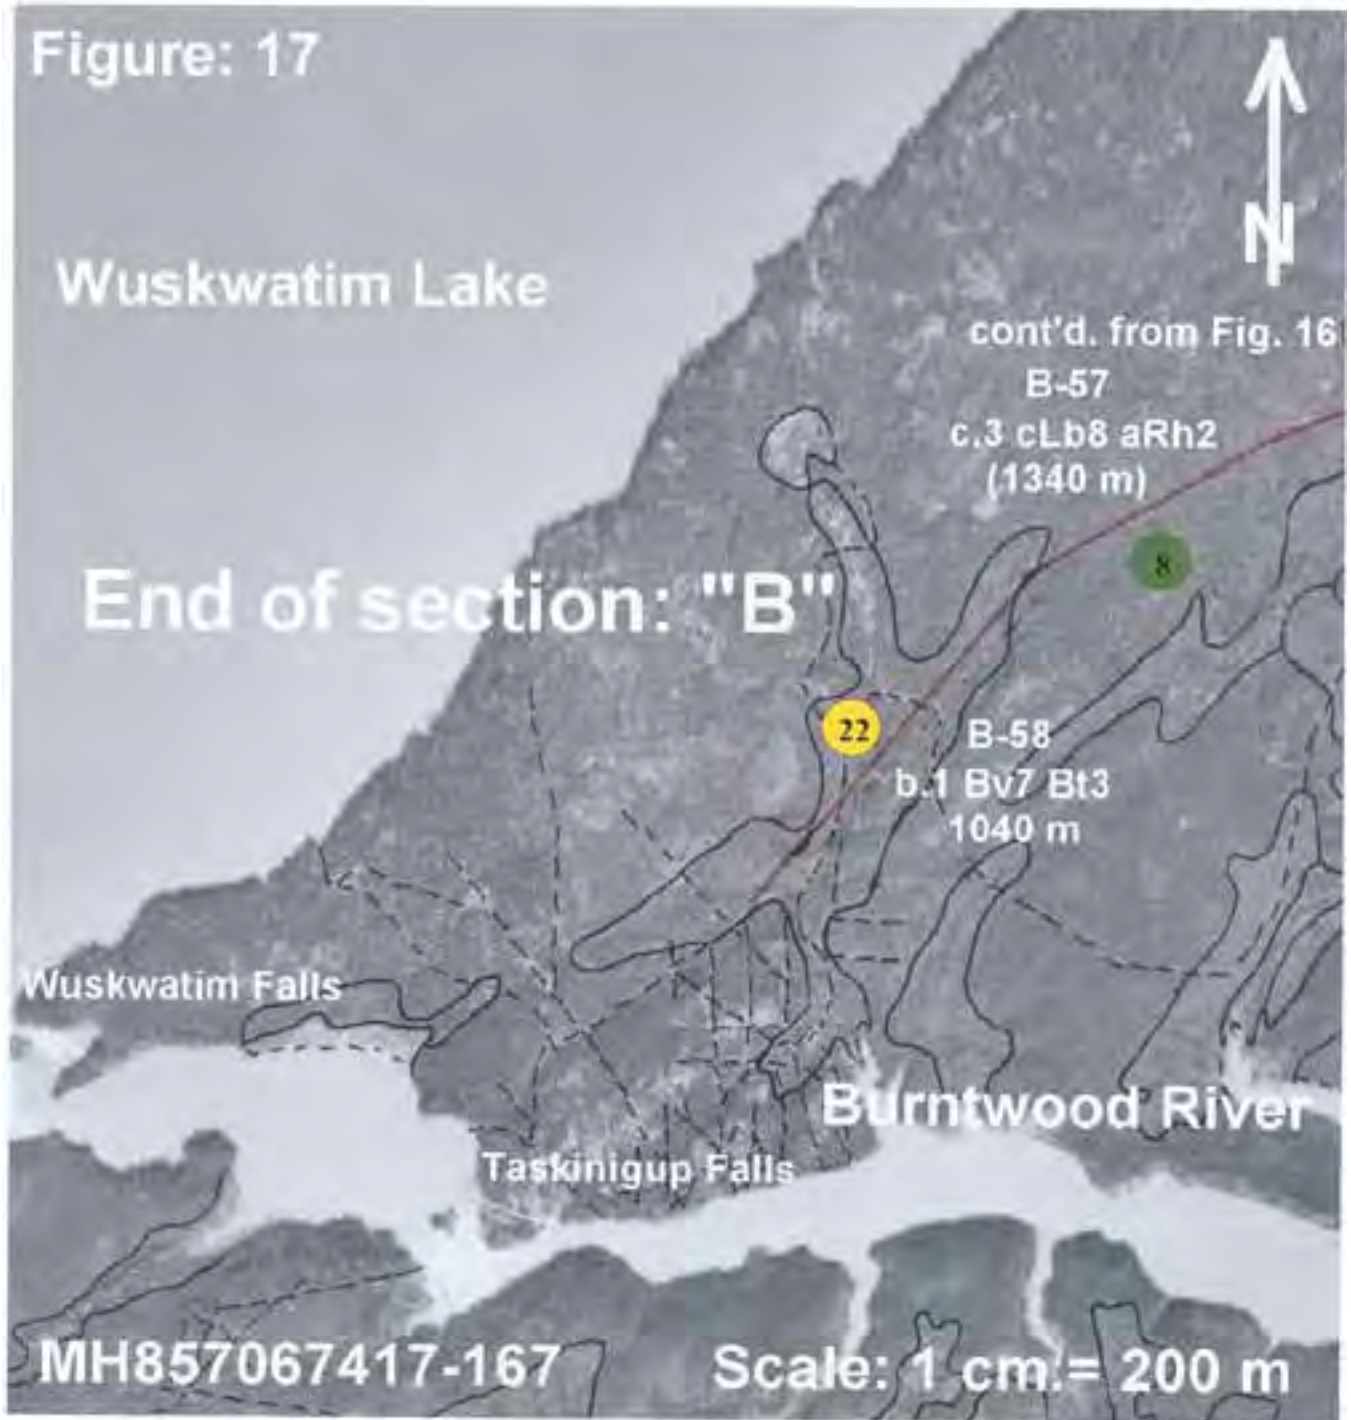 Figure: 17
N
Wuskwatim Lake
cont'd. from Fig. 16
B-57
c.3 cLb8 aRh2
(1340 m)
8
End of section: "B"
22
B-58
b.1 Bv7 Bt3
1040 m
Wuskwatim Falls
Burntwood River
Taskinigup Falls
MH857067417-167
Scale: 1 cm.= 200 m